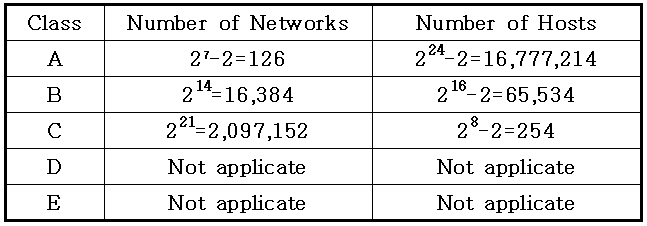 Class Number of Networks Number of Hosts
A 2⁷-2=126 2²⁴-2=16,777,214
B 2¹⁴=16,384 2¹⁶-2=65,534
C 2²¹=2,097,152 2⁸-2=254
D Not applicate Not applicate
E Not applicate Not applicate